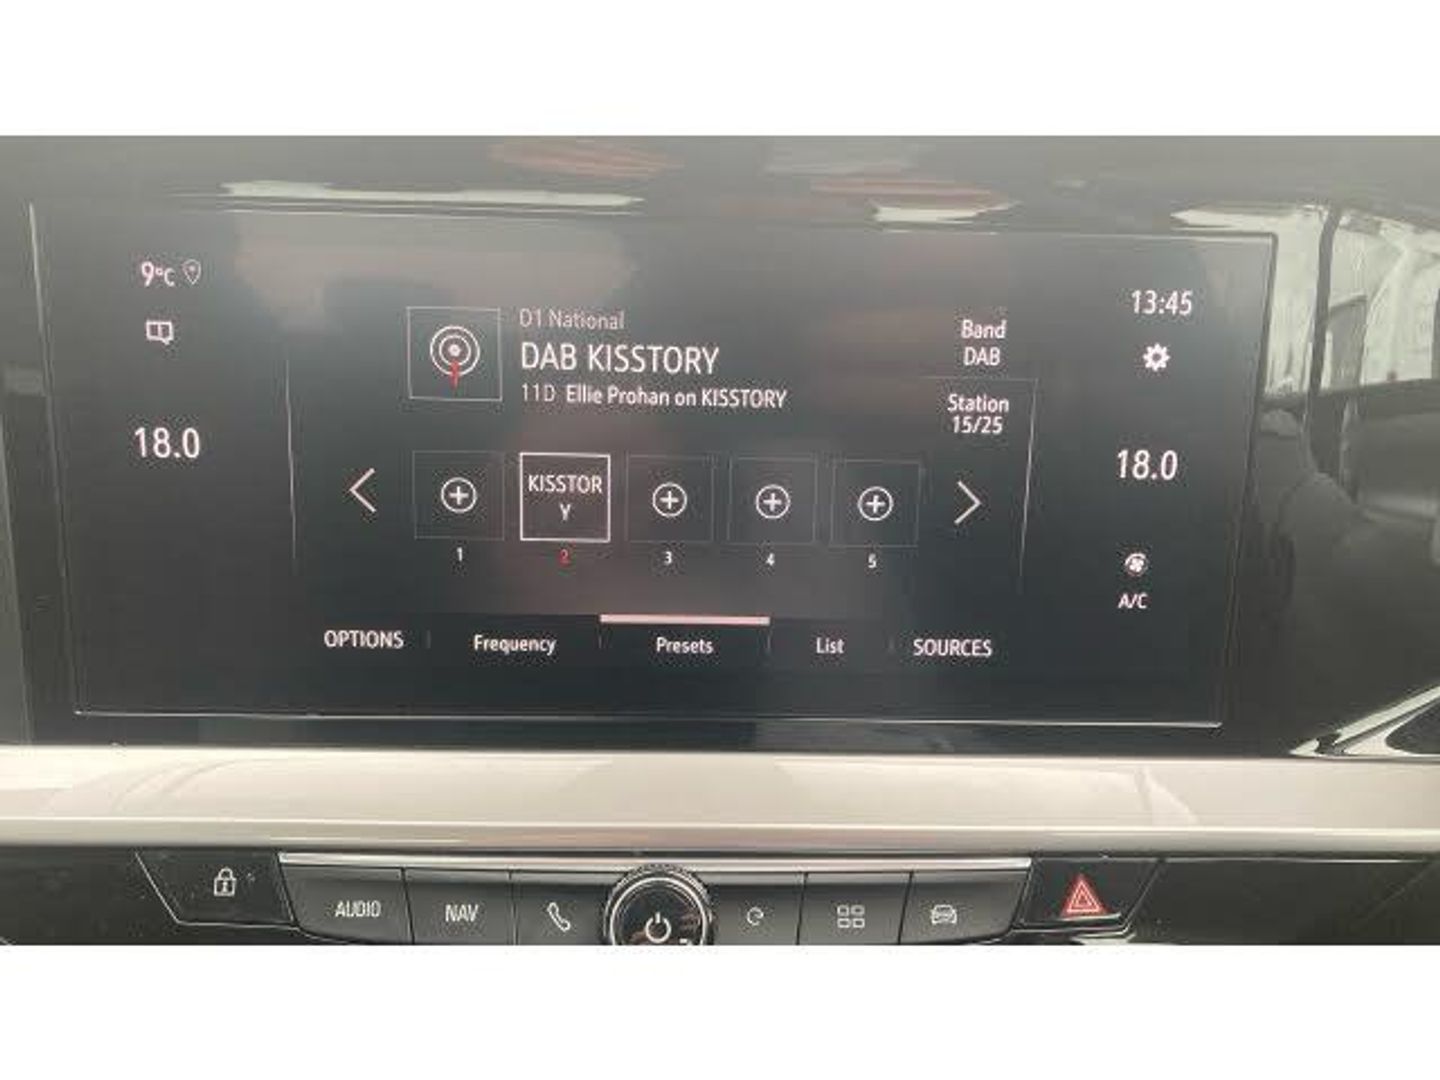 9°C
13:45
D1 National
DAB KISSTORY
11D Ellie Prohan on KISSTORY
Band
DAB
Station
15/25
18.0
18.0
KISSTOR
Y
1
2
3
4
5
A/C
OPTIONS
Frequency
Presets
List
SOURCES
AUDIO
NAV